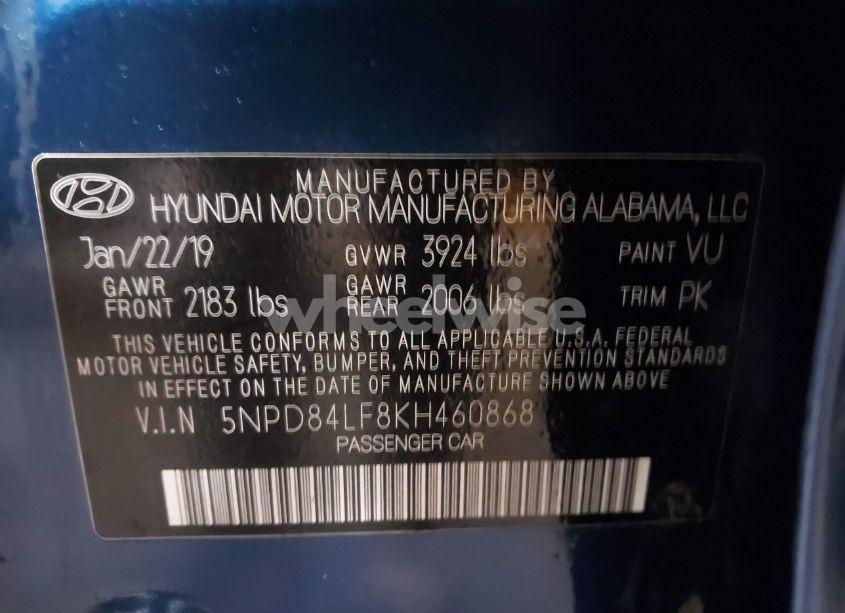 MANUFACTURED BY
HYUNDAI MOTOR MANUFACTURING ALABAMA, LLC
Jan/22/19 GVWR 3924 lbs PAINT VU
GAWR FRONT 2183 lbs GAWR REAR 2006 lbs TRIM PK
wheelwise
THIS VEHICLE CONFORMS TO ALL APPLICABLE U.S.A. FEDERAL
MOTOR VEHICLE SAFETY, BUMPER, AND THEFT PREVENTION STANDARDS
IN EFFECT ON THE DATE OF MANUFACTURE SHOWN ABOVE
V.I.N 5NPD84LF8KH460868
PASSENGER CAR